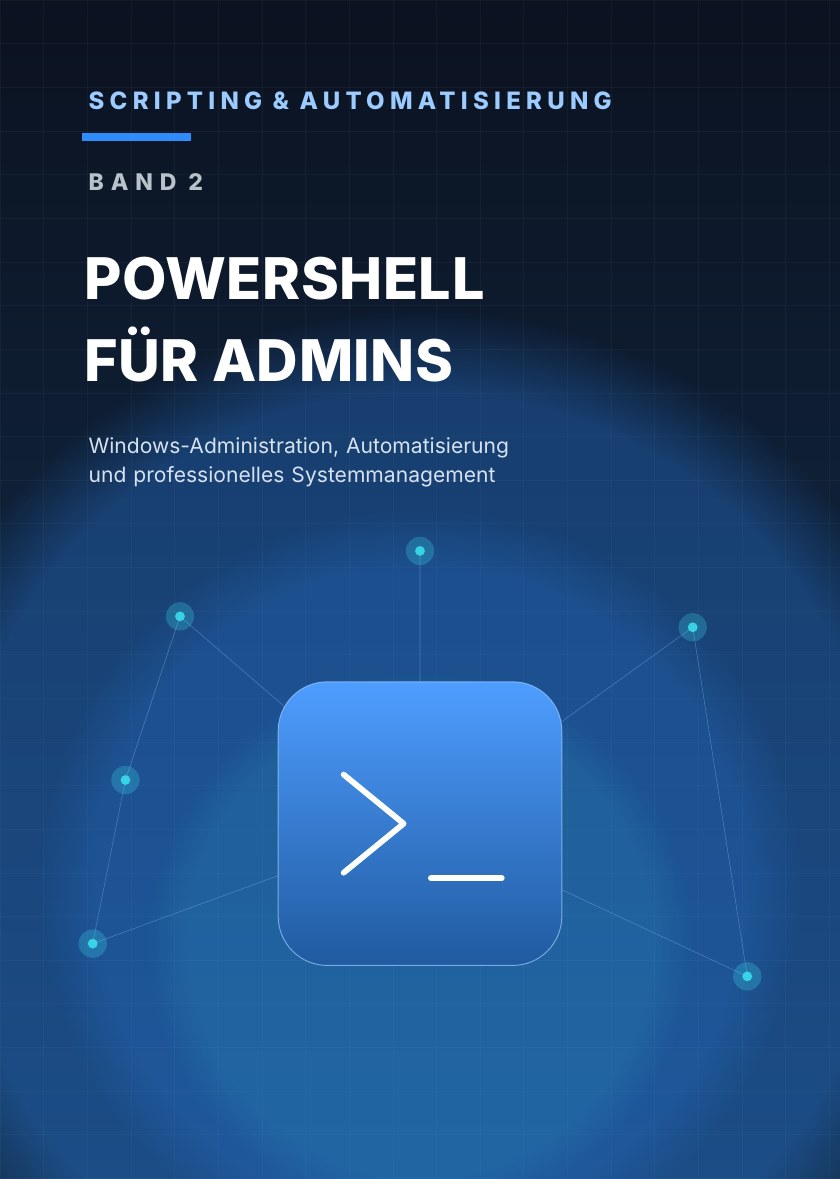 SCRIPTING & AUTOMATISIERUNG
BAND 2
POWERSHELL
FÜR ADMINS
Windows-Administration, Automatisierung
und professionelles Systemmanagement
>_